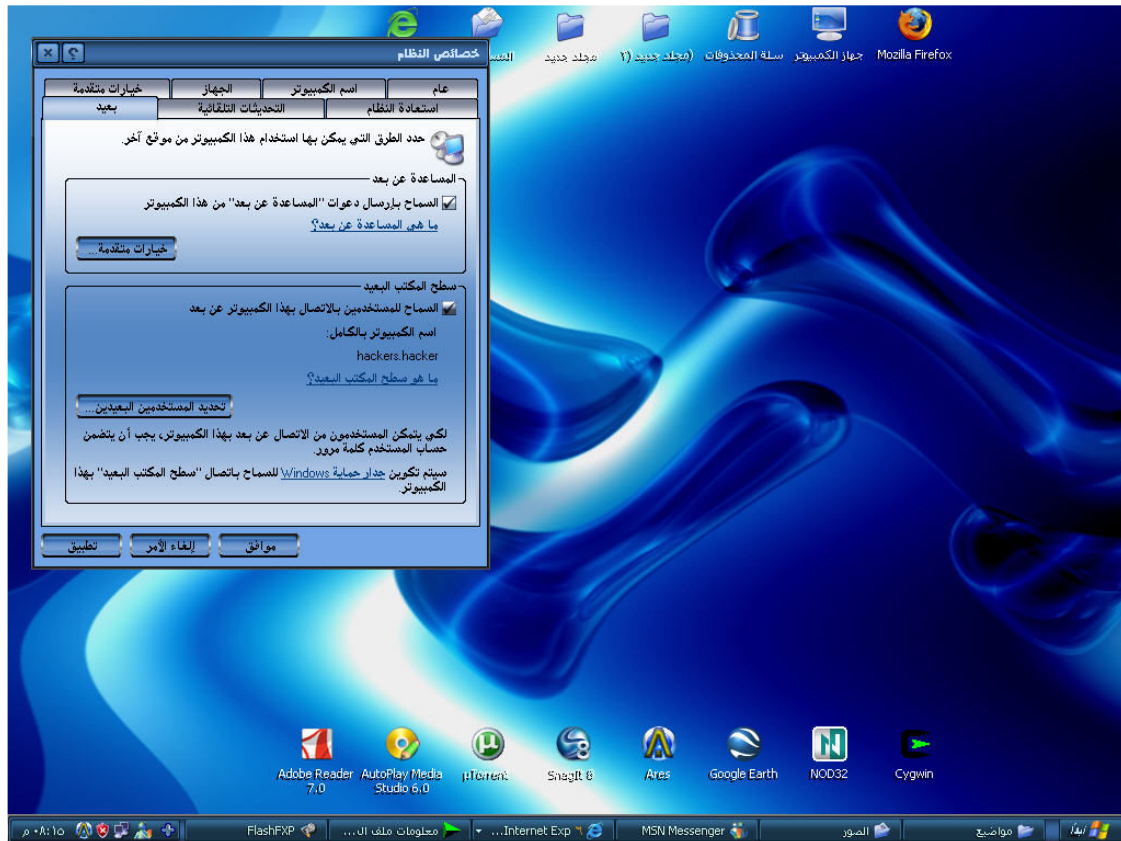 خصائص النظام
عام
اسم الكمبيوتر
الجهاز
خيارات متقدمة
استعادة النظام
التحديثات التلقائية
بعيد
حدد الطرق التي يمكن بها استخدام هذا الكمبيوتر من موقع آخر.
المساعدة عن بعد
السماح بإرسال دعوات "المساعدة عن بعد" من هذا الكمبيوتر
ما هي المساعدة عن بعد؟
خيارات متقدمة...
سطح المكتب البعيد
السماح للمستخدمين بالاتصال بهذا الكمبيوتر عن بعد
اسم الكمبيوتر بالكامل:
hackers.hacker
ما هو سطح المكتب البعيد؟
تحديد المستخدمين البعيدين...
لكي يتمكن المستخدمون من الاتصال عن بعد بهذا الكمبيوتر، يجب أن يتضمن
حساب المستخدم كلمة مرور.
سيتم تكوين جدار حماية Windows للسماح باتصال "سطح المكتب البعيد" بهذا
الكمبيوتر.
موافق
إلغاء الأمر
تطبيق
Mozilla Firefox
جهاز الكمبيوتر
سلة المحذوفات
مجلد جديد (٢)
مجلد جديد
المس
Adobe Reader 7.0
AutoPlay Media Studio 6.0
µTorrent
SnagIt 8
Ares
Google Earth
NOD32
Cygwin
ابدأ
مواضيع
الصور
MSN Messenger
٦ Internet Exp...
معلومات ملف ال...
FlashFXP
٠٨:١٥ م